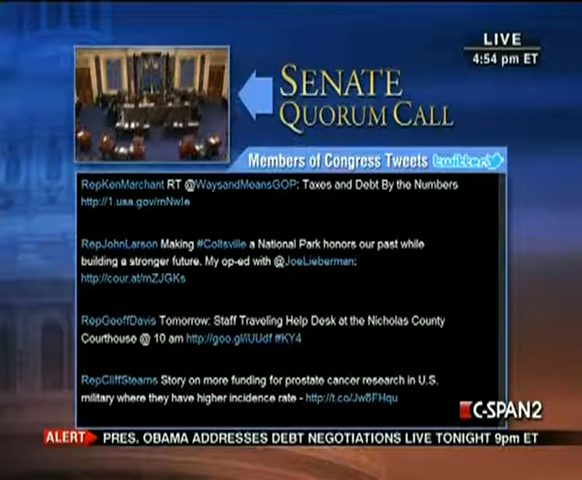 LIVE
4:54 pm ET
SENATE
QUORUM CALL
Members of Congress Tweets twitter
RepKenMarchant RT @WaysandMeansGOP: Taxes and Debt By the Numbers
http://1.usa.gov/mNwIe
RepJohnLarson Making #Coltsville a National Park honors our past while
building a stronger future. My op-ed with @JoeLieberman:
http://cour.at/mZJGKs
RepGeoffDavis Tomorrow: Staff Traveling Help Desk at the Nicholas County
Courthouse @ 10 am http://goo.gl/iUUdf #KY4
RepCliffStearns Story on more funding for prostate cancer research in U.S.
military where they have higher incidence rate - http://t.co/Jw8FHqu
C-SPAN2
ALERT PRES. OBAMA ADDRESSES DEBT NEGOTIATIONS LIVE TONIGHT 9pm ET